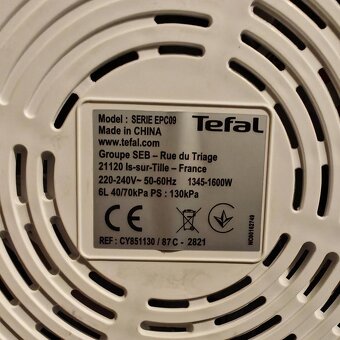 Model : SERIE EPC09
Made in CHINA
www.tefal.com
Tefal
Groupe SEB – Rue du Triage
21120 Is-sur-Tille – France
220-240V~ 50-60Hz 1345-1600W
6L 40/70kPa PS : 130kPa
CE
REF : CY851130 / 87C - 2821